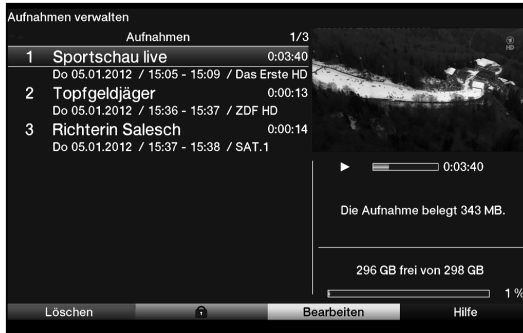 Aufnahmen verwalten
Aufnahmen 1/3
1 Sportschau live 0:03:40
Do 05.01.2012 / 15:05 - 15:09 / Das Erste HD
2 Topfgeldjäger 0:00:13
Do 05.01.2012 / 15:36 - 15:37 / ZDF HD
3 Richterin Salesch 0:00:14
Do 05.01.2012 / 15:37 - 15:38 / SAT.1
HD
0:03:40
Die Aufnahme belegt 343 MB.
296 GB frei von 298 GB
1 %
Löschen Bearbeiten Hilfe